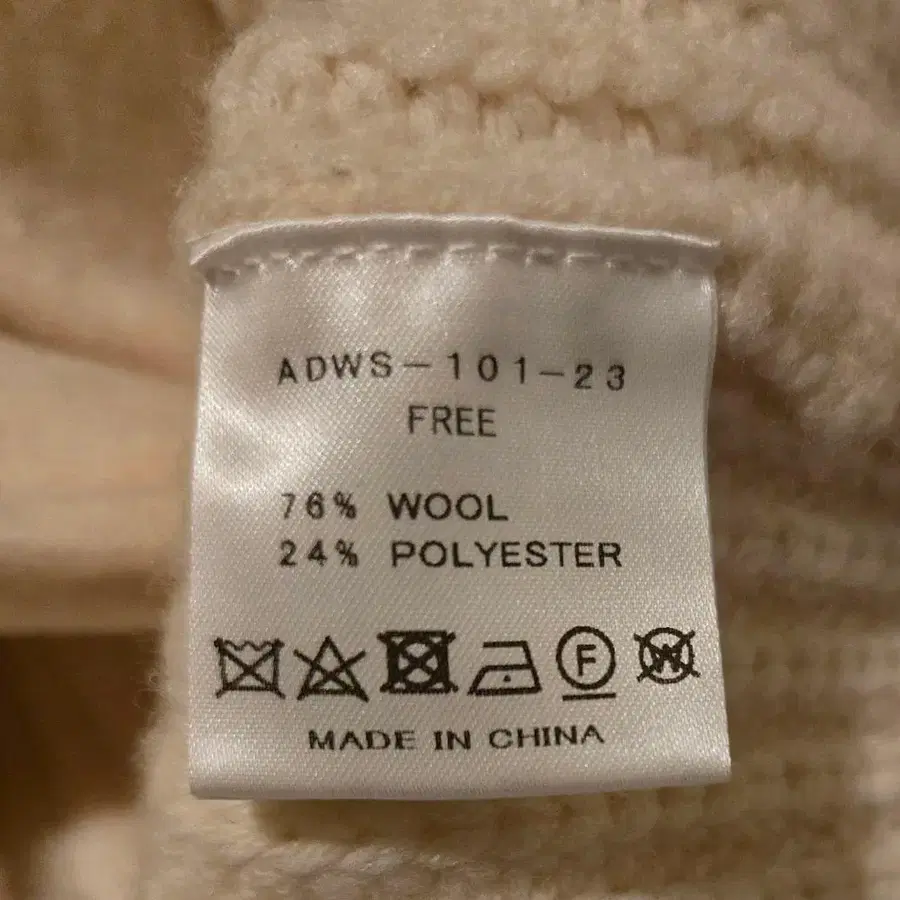 ADWS-101-23
FREE
76% WOOL
24% POLYESTER
F W
MADE IN CHINA